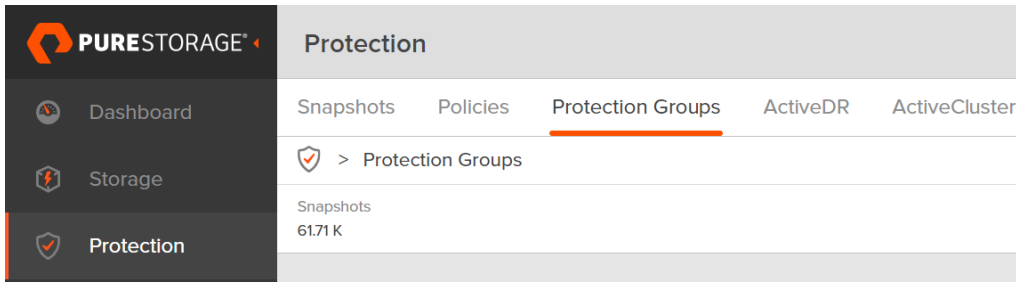 PURESTORAGE®
Protection
Dashboard
Snapshots Policies Protection Groups ActiveDR ActiveCluster
> Protection Groups
Storage
Snapshots
61.71 K
Protection